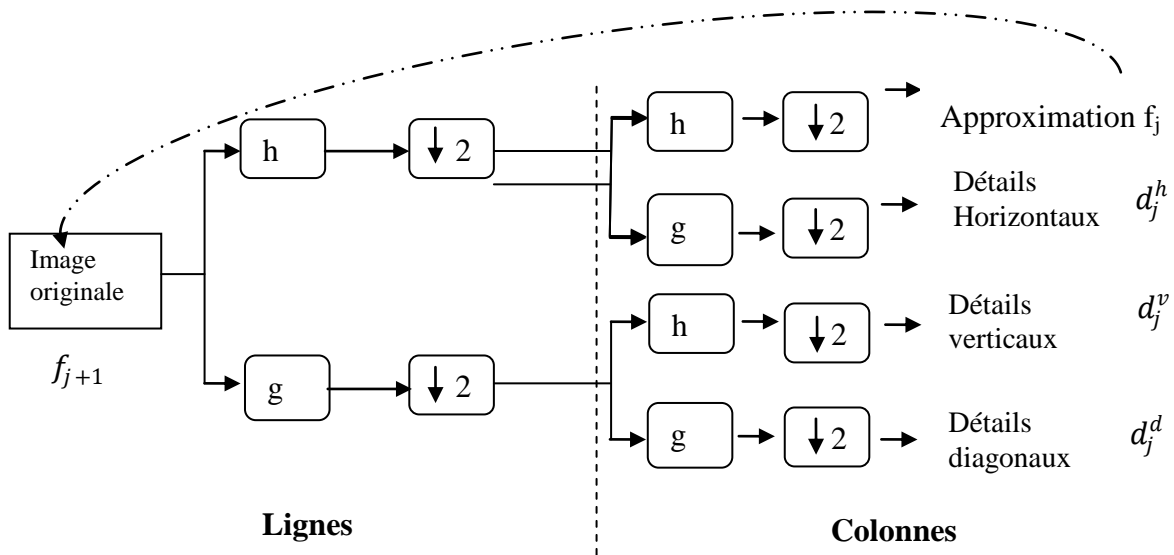 h
↓ 2
h
↓ 2
Approximation f_j
g
↓ 2
Détails
Horizontaux
d_j^h
Image
originale
f_{j+1}
h
↓ 2
Détails
verticaux
d_j^v
g
↓ 2
g
↓ 2
Détails
diagonaux
d_j^d
Lignes
Colonnes